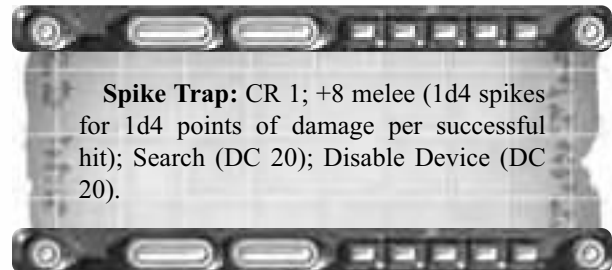 Spike Trap: CR 1; +8 melee (1d4 spikes
for 1d4 points of damage per successful
hit); Search (DC 20); Disable Device (DC
20).